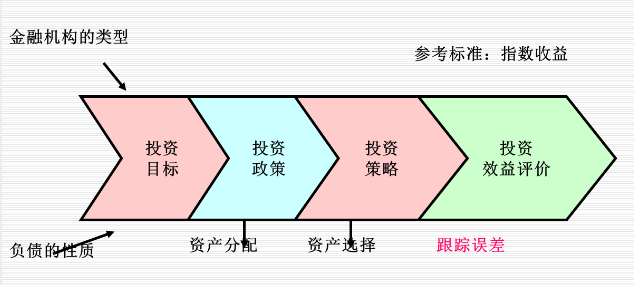 金融机构的类型
参考标准：指数收益
投资
目标
投资
政策
投资
策略
投资
效益评价
负债的性质
资产分配
资产选择
跟踪误差